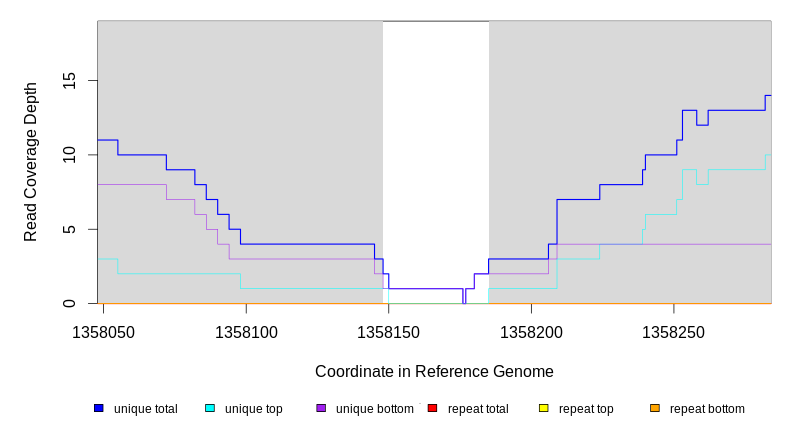 Read Coverage Depth
15
10
5
0
1358050 1358100 1358150 1358200 1358250
Coordinate in Reference Genome
unique total unique top unique bottom repeat total repeat top repeat bottom